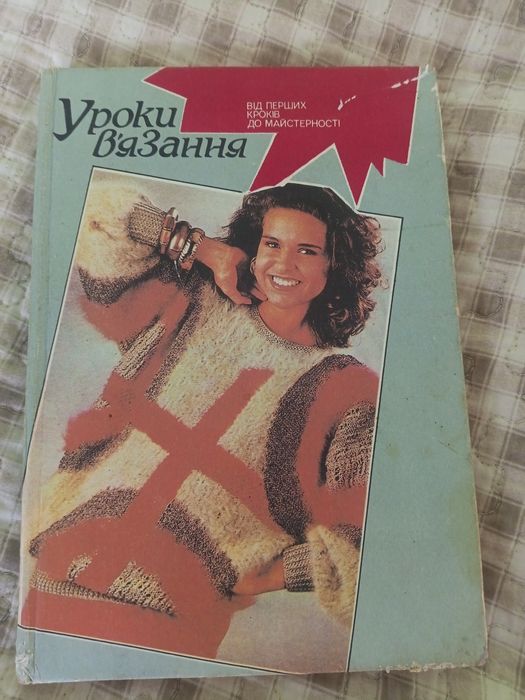 Уроки
в'язання
ВІД ПЕРШИХ
КРОКІВ
ДО МАЙСТЕРНОСТІ